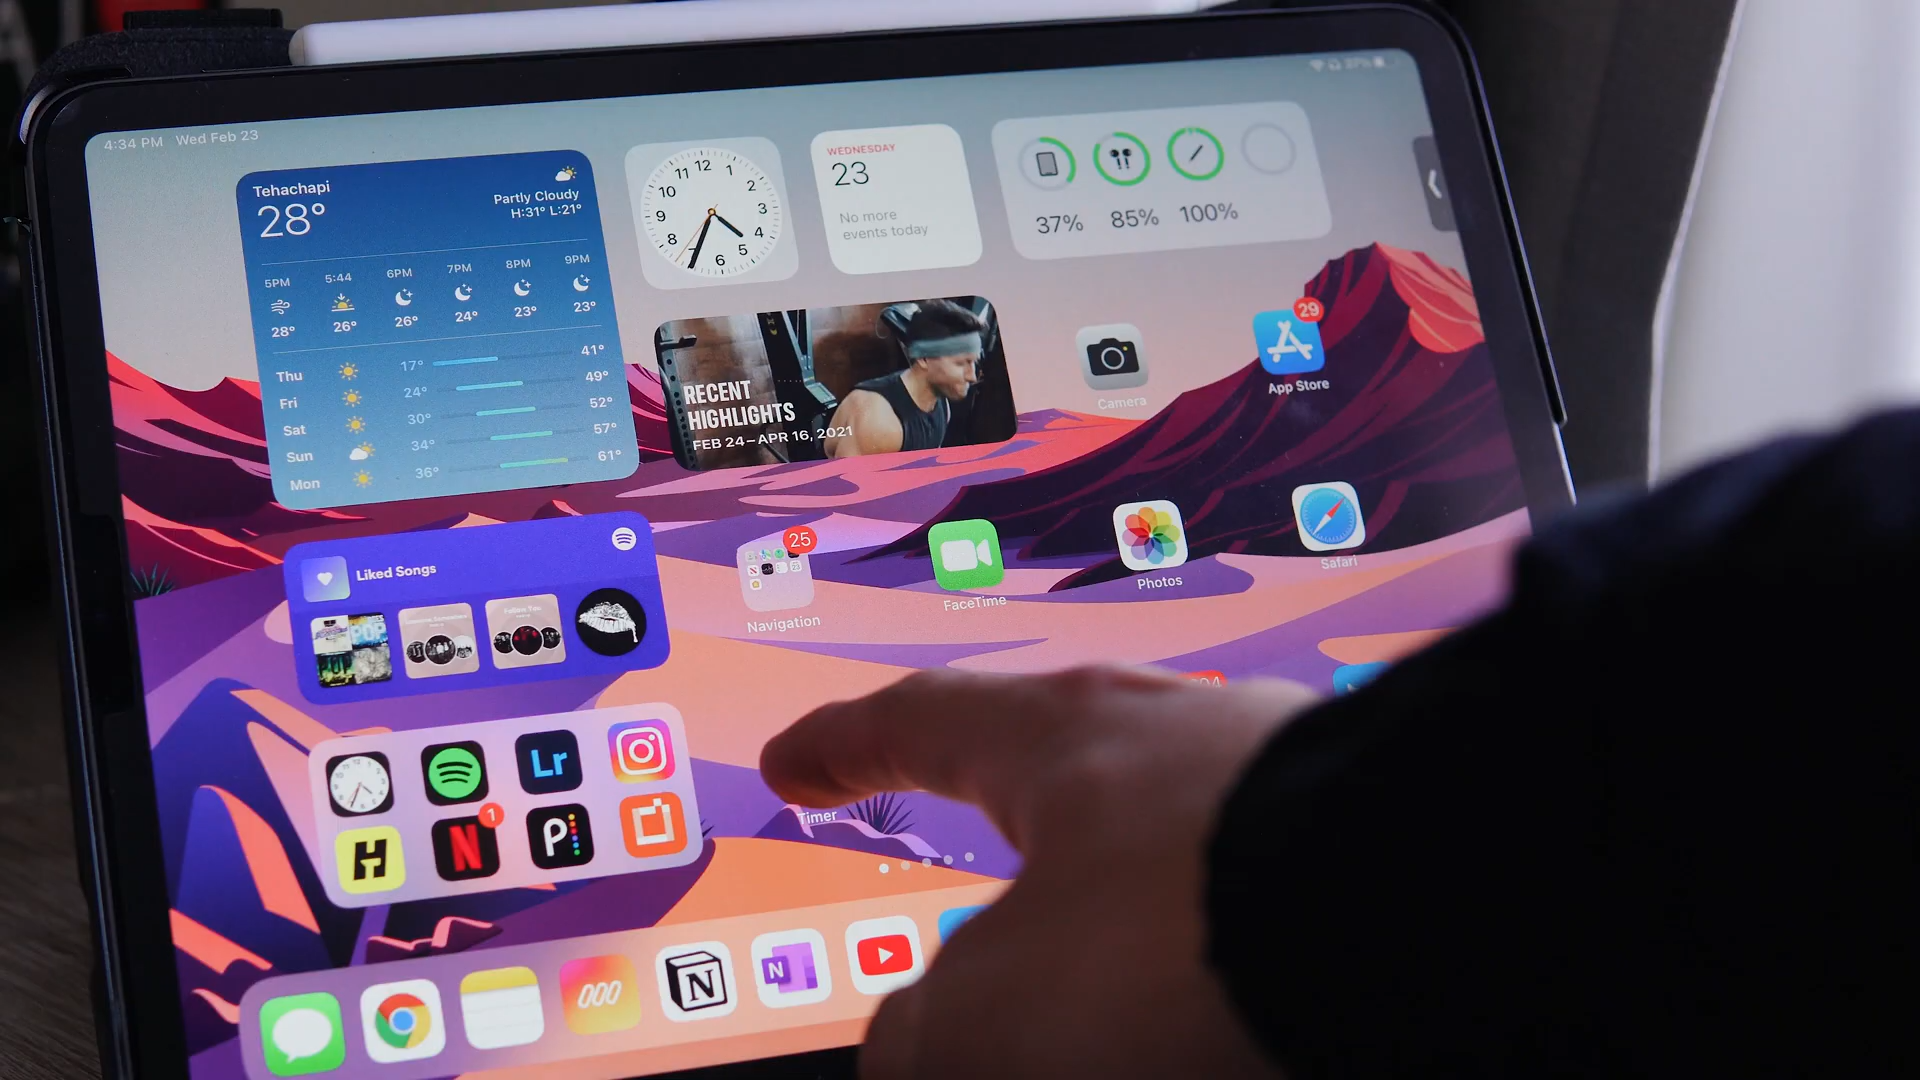 4:34 PM Wed Feb 23
37%
Tehachapi
28°
Partly Cloudy
H:31° L:21°
5PM 5:44 6PM 7PM 8PM 9PM
28° 26° 26° 24° 23° 23°
Thu 17° 41°
Fri 24° 49°
Sat 30° 52°
Sun 34° 57°
Mon 36° 61°
12
1
2
3
4
5
6
7
8
9
10
11
WEDNESDAY
23
No more
events today
37% 85% 100%
RECENT
HIGHLIGHTS
FEB 24–APR 16, 2021
Camera
29
App Store
Liked Songs
POP
Follow You
25
Navigation
FaceTime
Photos
Safari
Lr
H
1
N
P
Timer
N
N